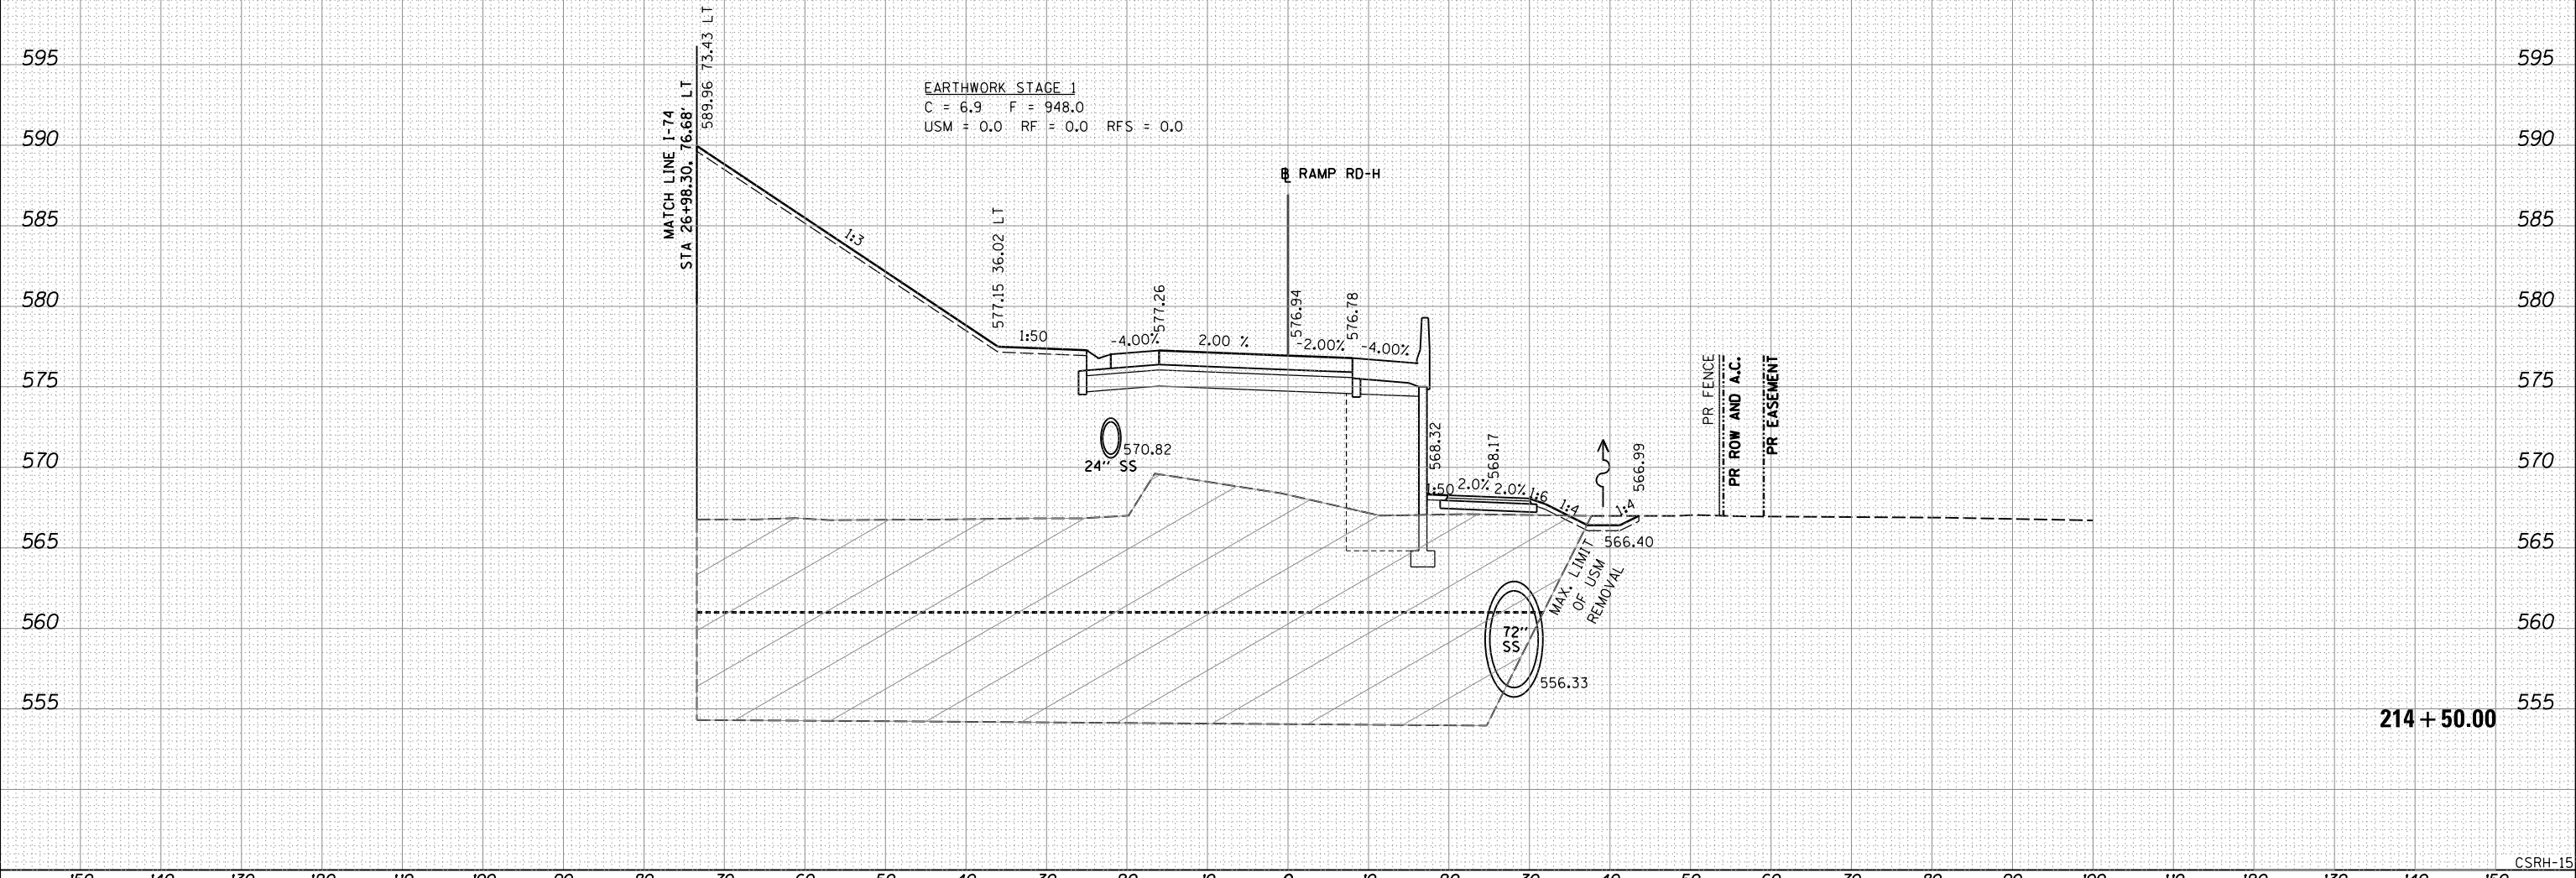 595
595
590
590
585
585
580
580
575
575
570
570
565
565
560
560
555
555
MATCH LINE I-74
STA 26+98.30, 76.68' LT
589.96 73.43 LT
EARTHWORK STAGE 1
C = 6.9 F = 948.0
USM = 0.0 RF = 0.0 RFS = 0.0
RAMP RD-H
1:3
577.15 36.02 LT
1:50
-4.00%
577.26
2.00 %
576.94
-2.00%
576.78
-4.00%
570.82
24" SS
568.32
1:50
2.0%
568.17
2.0%
1:6
1:4
1:4
566.99
566.40
MAX. LIMIT
OF USM
REMOVAL
72"
SS
556.33
PR FENCE
PR ROW AND A.C.
PR EASEMENT
214+50.00
CSRH-15